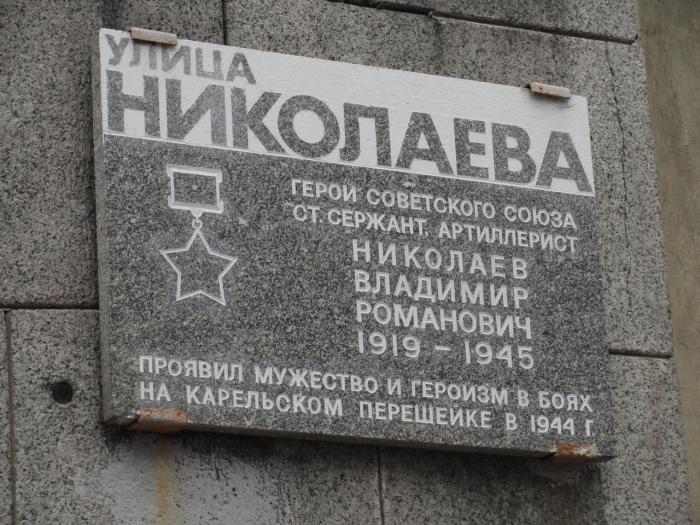 УЛИЦА
НИКОЛАЕВА
ГЕРОЙ СОВЕТСКОГО СОЮЗА
СТ. СЕРЖАНТ, АРТИЛЛЕРИСТ
НИКОЛАЕВ
ВЛАДИМИР
РОМАНОВИЧ
1919 – 1945
ПРОЯВИЛ МУЖЕСТВО И ГЕРОИЗМ В БОЯХ
НА КАРЕЛЬСКОМ ПЕРЕШЕЙКЕ В 1944 Г.